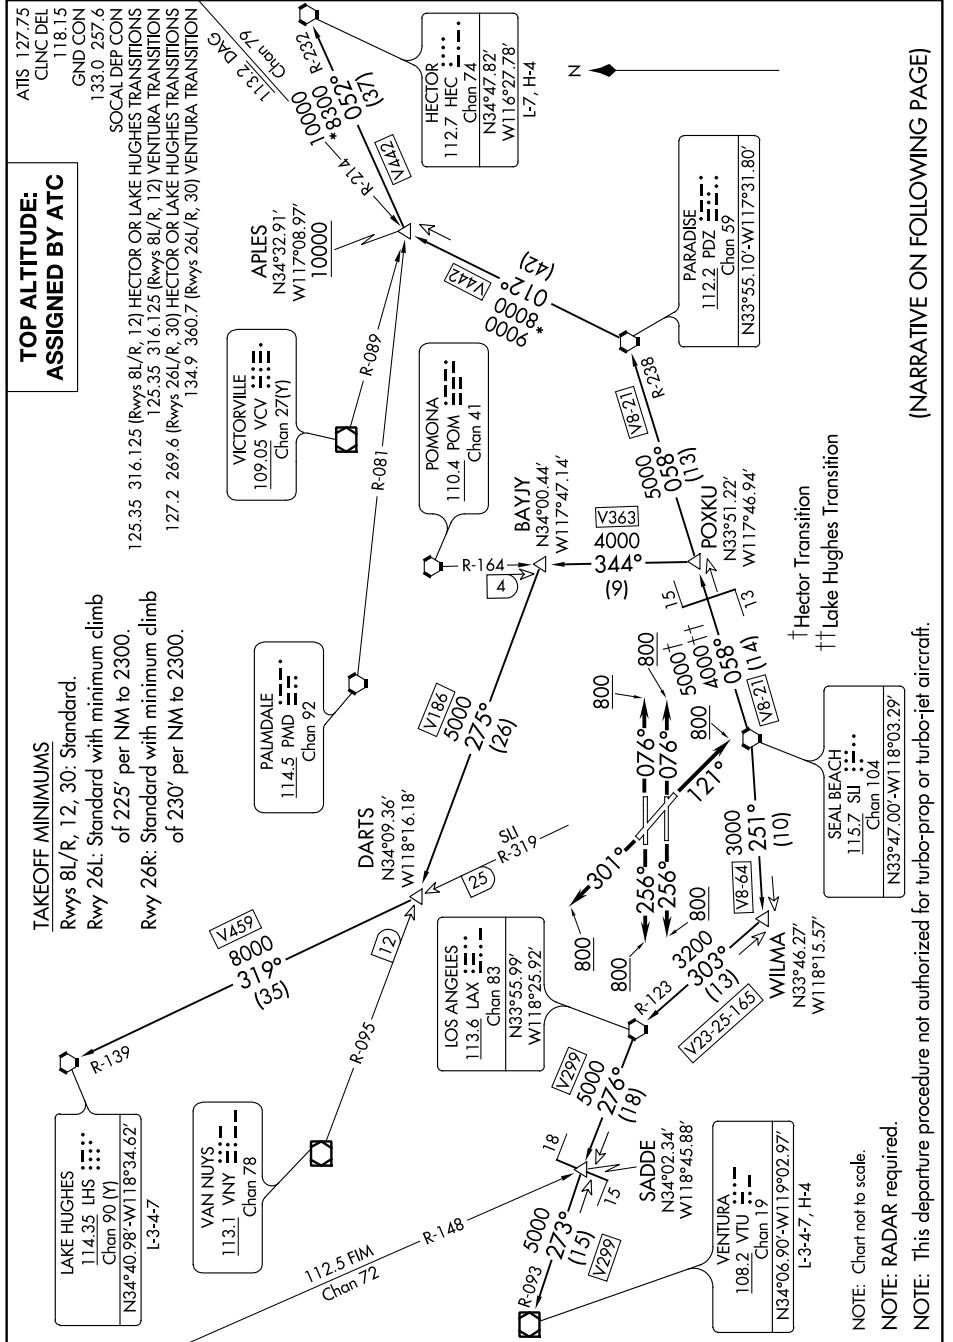 TOP ALTITUDE:
ASSIGNED BY ATC
ATIS 127.75
CLNC DEL
118.15
GND CON
133.0 257.6
SOCAL DEP CON
125.35 316.125 (Rwys 8L/R, 12) HECTOR OR LAKE HUGHES TRANSITIONS
125.35 316.125 (Rwys 8L/R, 12) VENTURA TRANSITION
127.2 269.6 (Rwys 26L/R, 30) HECTOR OR LAKE HUGHES TRANSITIONS
134.9 360.7 (Rwys 26L/R, 30) VENTURA TRANSITION
TAKEOFF MINIMUMS
Rwys 8L/R, 12, 30: Standard.
Rwy 26L: Standard with minimum climb
of 225' per NM to 2300.
Rwy 26R: Standard with minimum climb
of 230' per NM to 2300.
LAKE HUGHES
114.35 LHS
Chan 90 (Y)
N34°40.98'-W118°34.62'
L-3-4-7
R-139
V459
8000
319°
(35)
VAN NUYS
113.1 VNY
Chan 78
R-095
12
DARTS
N34°09.36'
W118°16.18'
25
SLI
R-319
PALMDALE
114.5 PMD
Chan 92
R-081
VICTORVILLE
109.05 VCV
Chan 27(Y)
R-089
APLES
N34°32.91'
W117°08.97'
10000
113.2 DAG
Chan 79
R-214
R-232
10000
*8300
052°
(37)
V442
HECTOR
112.7 HEC
Chan 74
N34°47.82'
W116°27.78'
L-7, H-4
N
V442
9000
*8000
012°
(42)
POMONA
110.4 POM
Chan 41
R-164
4
BAYJY
N34°00.44'
W117°47.14'
V186
5000
275°
(26)
V363
4000
344°
(9)
PARADISE
112.2 PDZ
Chan 59
N33°55.10'-W117°31.80'
R-238
V8-21
5000
058°
(13)
POXKU
N33°51.22'
W117°46.94'
15
13
5000†
4000††
058°
(14)
V8-21
†Hector Transition
††Lake Hughes Transition
800
800
076°
076°
800
121°
301°
800
256°
256°
800
800
SEAL BEACH
115.7 SLI
Chan 104
N33°47.00'-W118°03.29'
V8-64
3000
251°
(10)
WILMA
N33°46.27'
W118°15.57'
R-123
3200
303°
(13)
V23-25-165
LOS ANGELES
113.6 LAX
Chan 83
N33°55.99'
W118°25.92'
V299
5000
276°
(18)
18
15
SADDE
N34°02.34'
W118°45.88'
112.5 FIM
Chan 72
R-148
R-093
5000
273°
(15)
V299
VENTURA
108.2 VTU
Chan 19
N34°06.90'-W119°02.97'
L-3-4-7, H-4
NOTE: Chart not to scale.
NOTE: RADAR required.
NOTE: This departure procedure not authorized for turbo-prop or turbo-jet aircraft.
(NARRATIVE ON FOLLOWING PAGE)